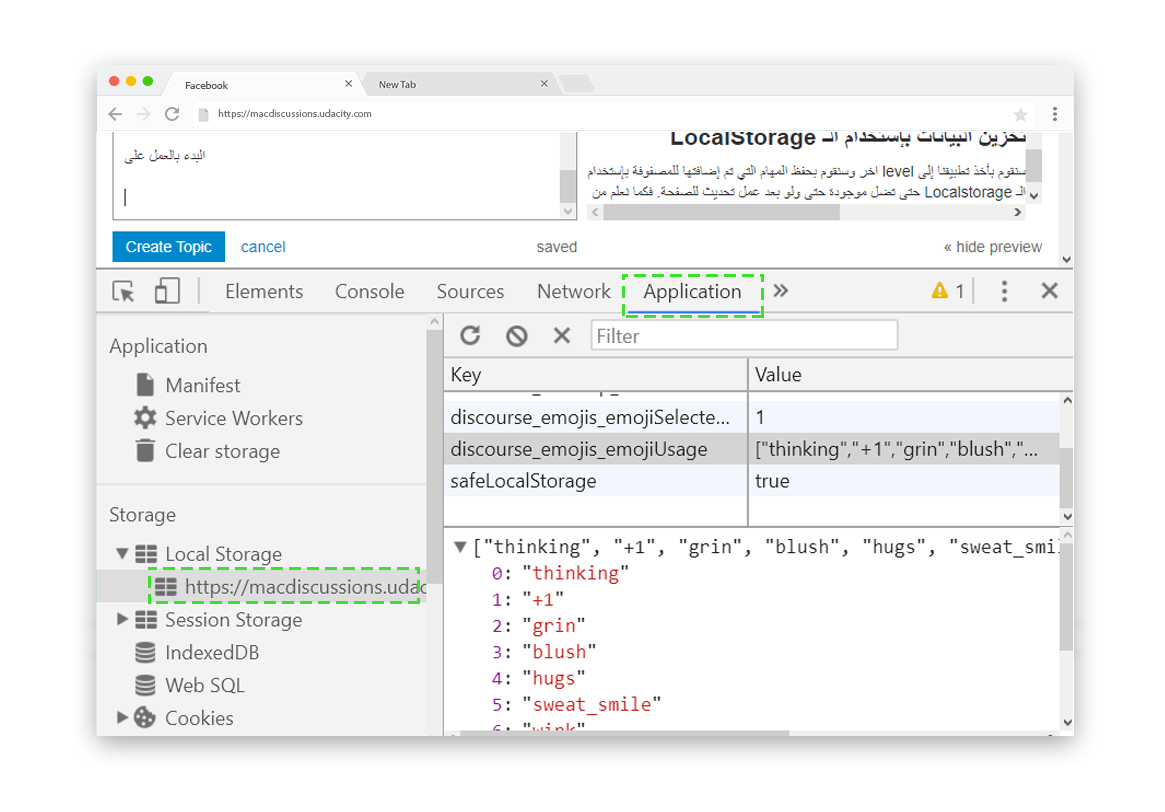 Facebook
New Tab
https://macdiscussions.udacity.com
البدء بالعمل على
تخزين البيانات بإستخدام الـ LocalStorage
سنقوم بأخذ تطبيقنا إلى level اخر وسنقوم بحفظ المهام التي تم إضافتها للمصفوفة بإستخدام
الـ Localstorage حتى تضل موجودة حتى ولو بعد عمل تحديث للصفحة. فكما نعلم من
Create Topic cancel saved « hide preview
Elements Console Sources Network Application » 1
Application
Manifest
Service Workers
Clear storage
Storage
Local Storage
https://macdiscussions.udac
Session Storage
IndexedDB
Web SQL
Cookies
Filter
Key Value
discourse_emojis_emojiSelecte... 1
discourse_emojis_emojiUsage ["thinking","+1","grin","blush","...
safeLocalStorage true
["thinking", "+1", "grin", "blush", "hugs", "sweat_smi
0: "thinking"
1: "+1"
2: "grin"
3: "blush"
4: "hugs"
5: "sweat_smile"
6: "wink"